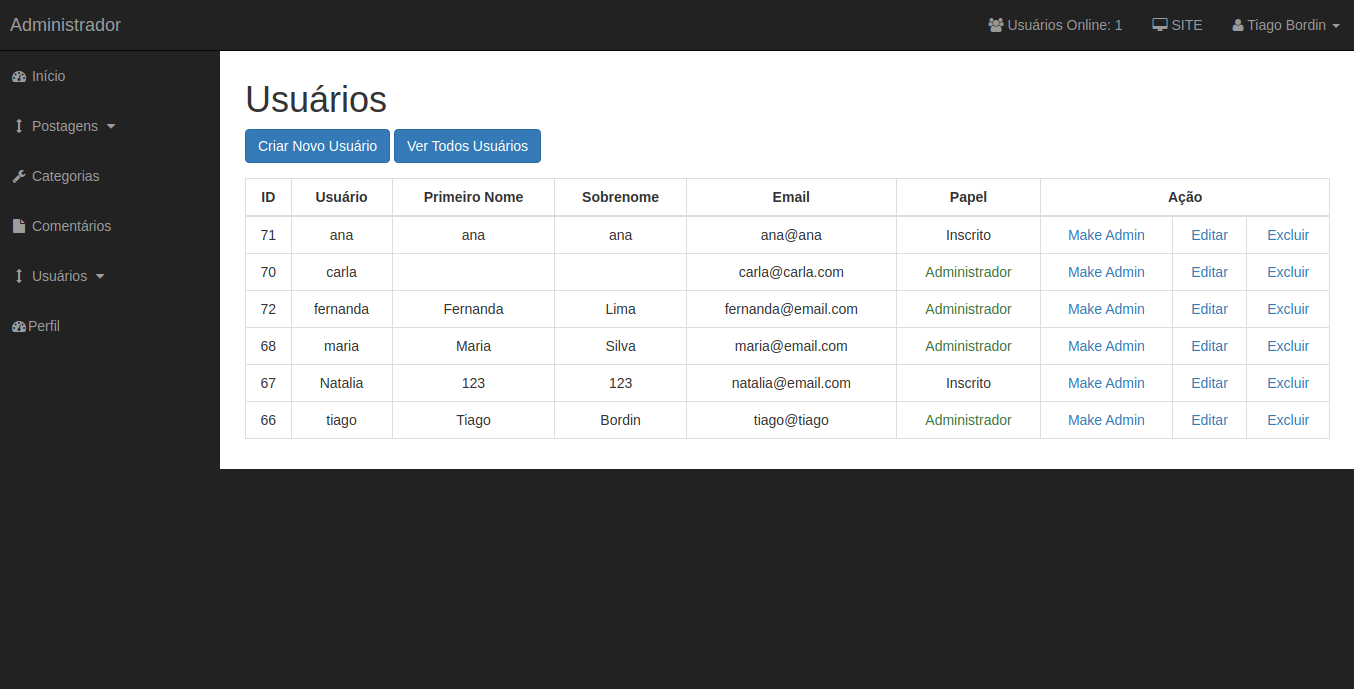 Administrador Usuários Online: 1 SITE Tiago Bordin
Início
Postagens
Categorias
Comentários
Usuários
Perfil
Usuários
Criar Novo Usuário Ver Todos Usuários
ID Usuário Primeiro Nome Sobrenome Email Papel Ação
71 ana ana ana ana@ana Inscrito Make Admin Editar Excluir
70 carla carla@carla.com Administrador Make Admin Editar Excluir
72 fernanda Fernanda Lima fernanda@email.com Administrador Make Admin Editar Excluir
68 maria Maria Silva maria@email.com Administrador Make Admin Editar Excluir
67 Natalia 123 123 natalia@email.com Inscrito Make Admin Editar Excluir
66 tiago Tiago Bordin tiago@tiago Administrador Make Admin Editar Excluir